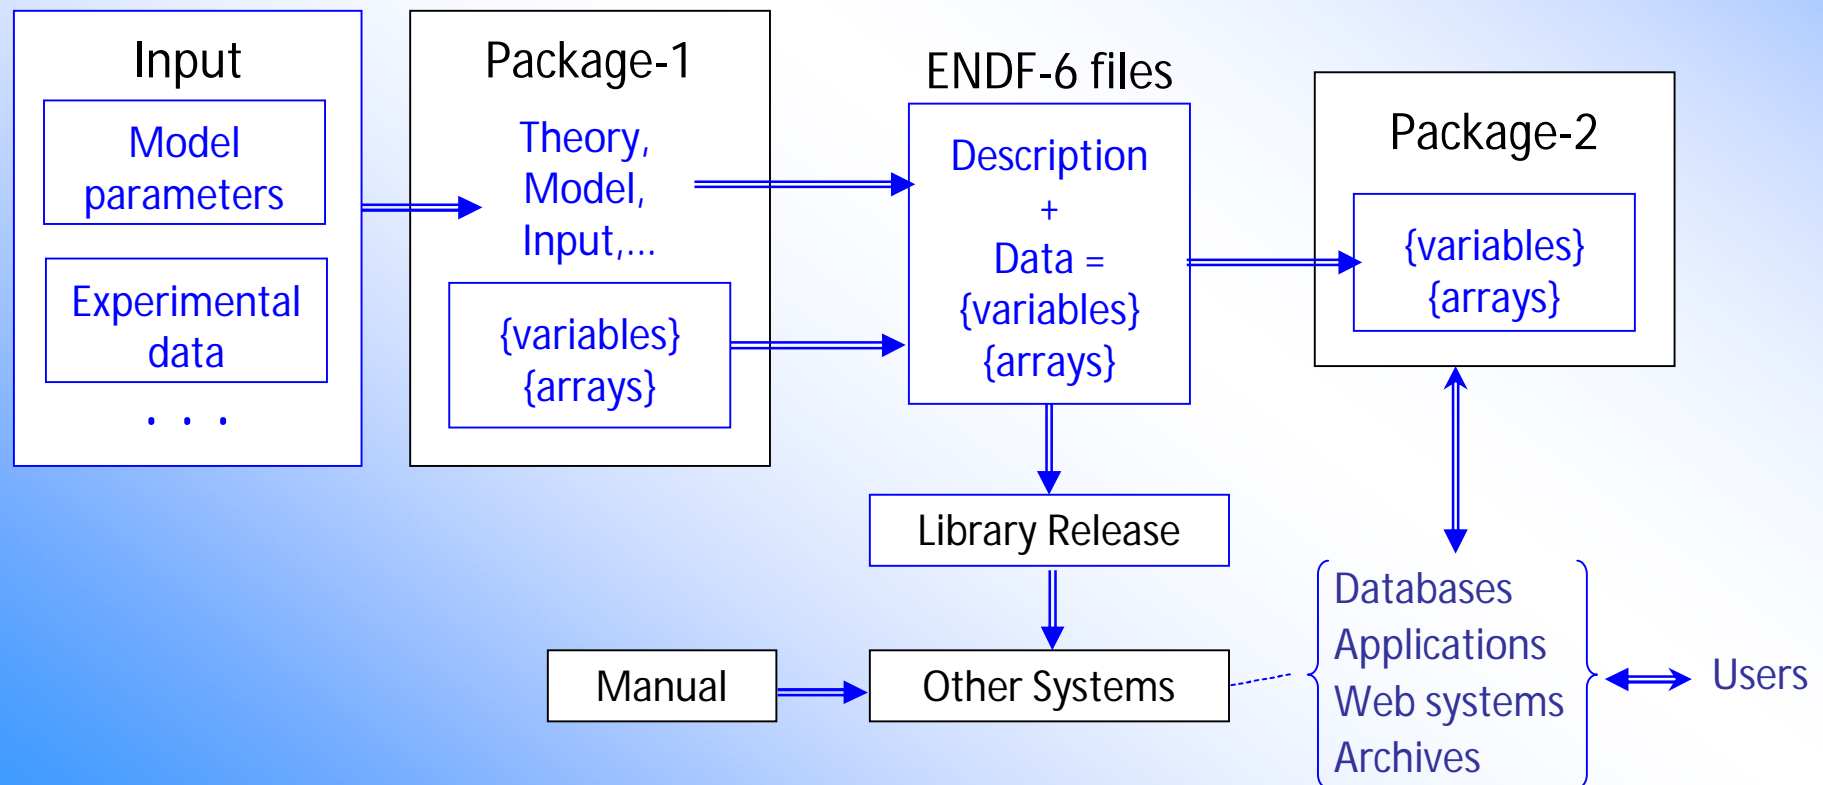 Input
Model
parameters
Experimental
data
. . .
Package-1
Theory,
Model,
Input,...
{variables}
{arrays}
ENDF-6 files
Description
+
Data =
{variables}
{arrays}
Package-2
{variables}
{arrays}
Library Release
Manual
Other Systems
Databases
Applications
Web systems
Archives
Users